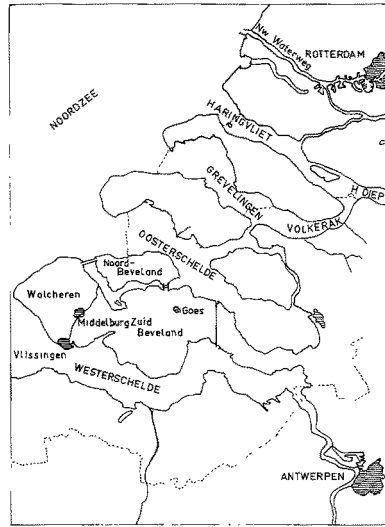 Nw. Waterweg
ROTTERDAM
NOORDZEE
HARINGVLIET
H DIEP
GREVELINGEN
VOLKERAK
OOSTERSCHELDE
Noord-
Beveland
Walcheren
Goes
Middelburg
Zuid
Beveland
Vlissingen
WESTERSCHELDE
ANTWERPEN